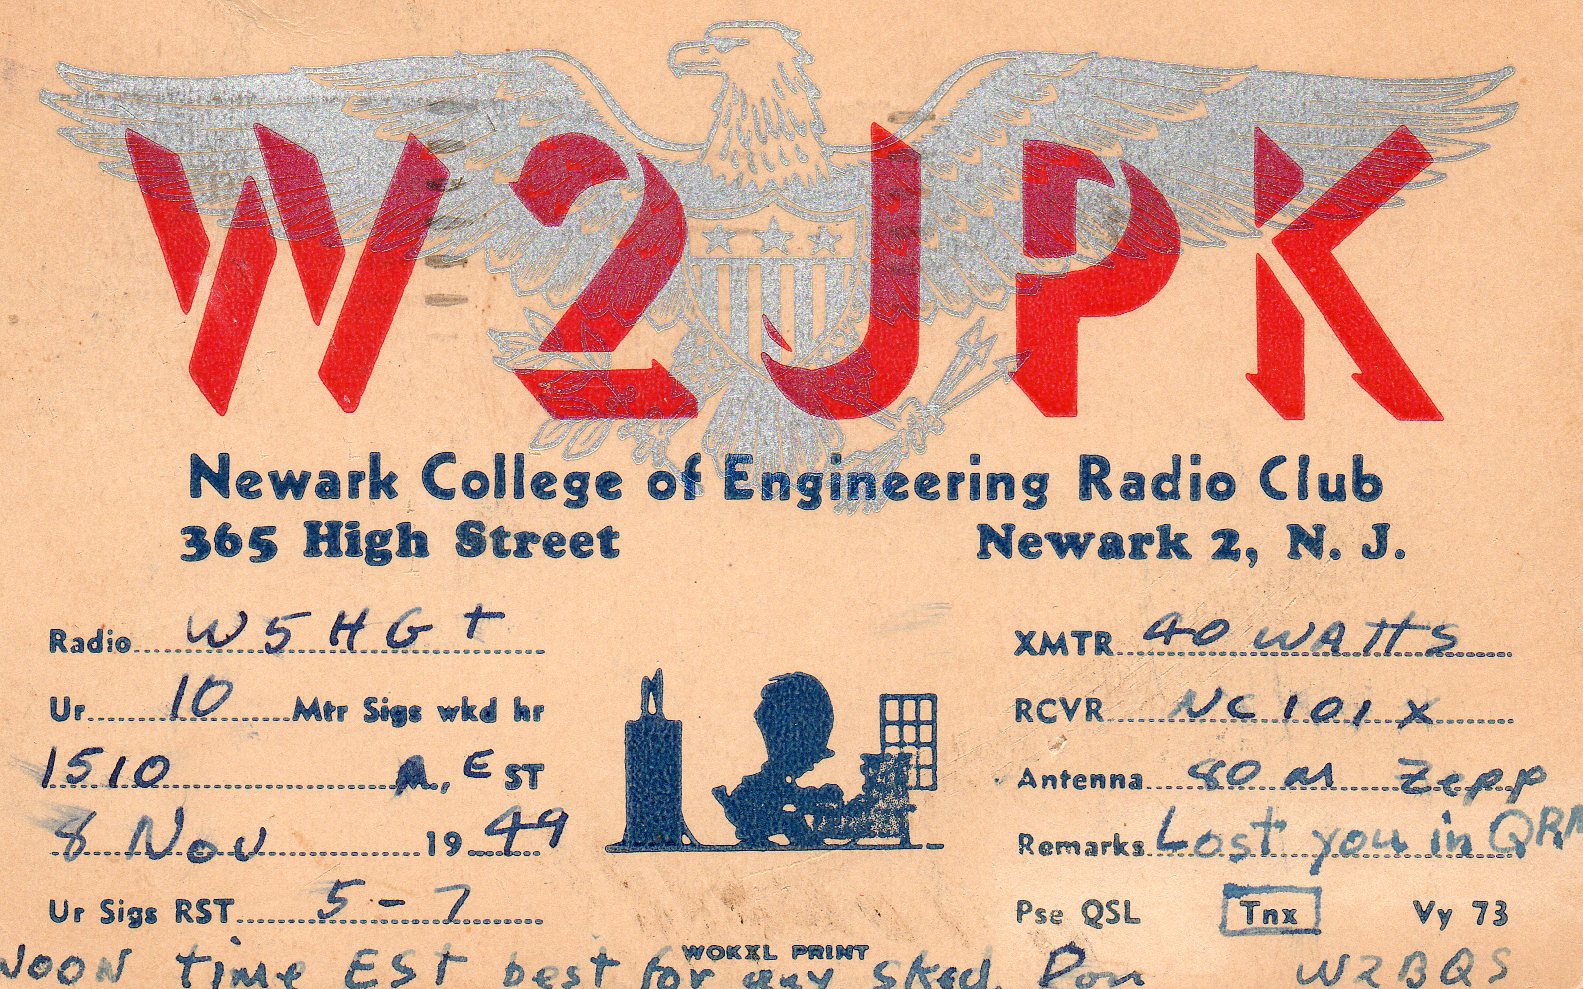 W2JPK
Newark College of Engineering Radio Club
365 High Street Newark 2, N. J.
Radio W5HGT
Ur 10 Mtr Sigs wkd hr
1510 M., EST
8 Nov 1949
Ur Sigs RST 5-7
XMTR 40 WATTS
RCVR NC 101 X
Antenna 80 M Zepp
Remarks Lost you in QRM
Pse QSL Tnx Vy 73
WOKXL PRINT
NOON time EST best for any sked. Don W2BQS